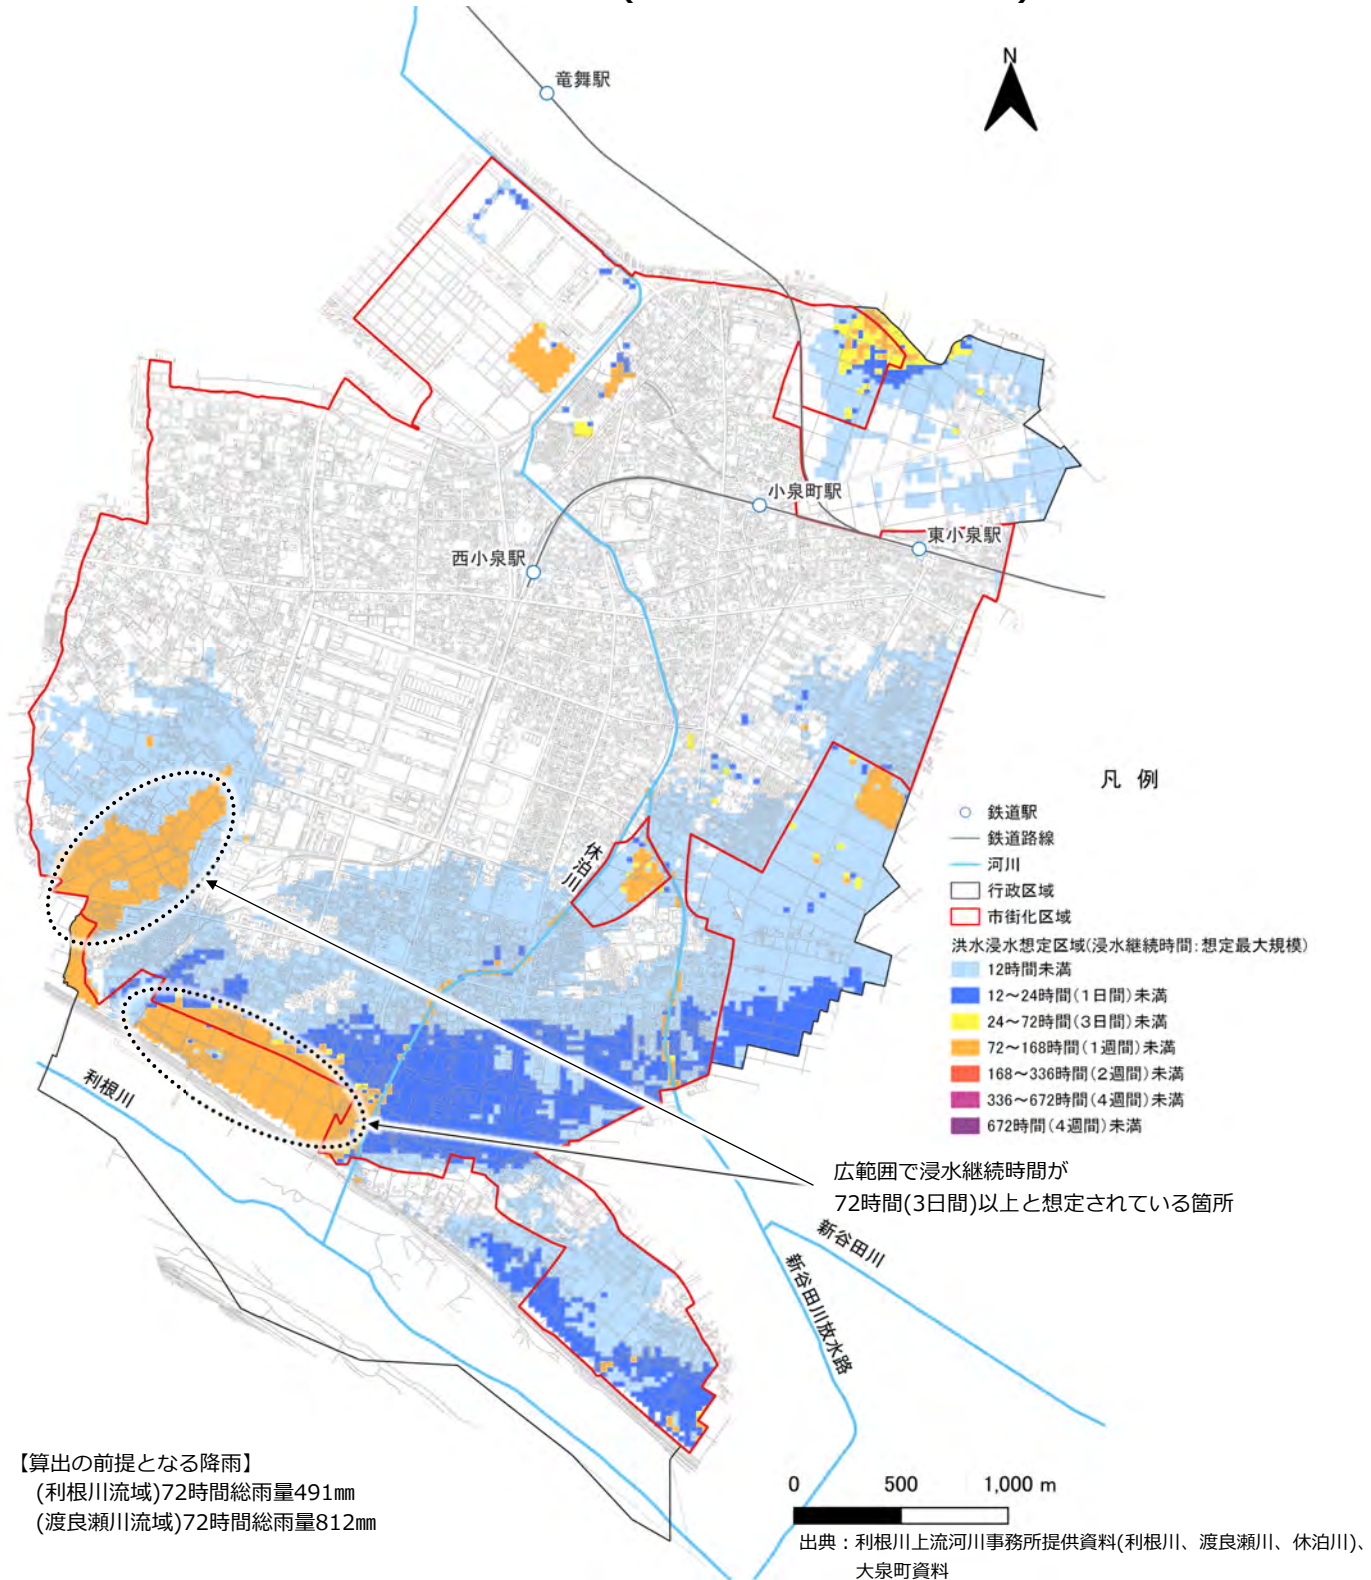 N
竜舞駅
小泉町駅
東小泉駅
西小泉駅
休泊川
利根川
新谷田川
新谷田川放水路
凡 例
鉄道駅
鉄道路線
河川
行政区域
市街化区域
洪水浸水想定区域(浸水継続時間:想定最大規模)
12時間未満
12～24時間(1日間)未満
24～72時間(3日間)未満
72～168時間(1週間)未満
168～336時間(2週間)未満
336～672時間(4週間)未満
672時間(4週間)未満
広範囲で浸水継続時間が
72時間(3日間)以上と想定されている箇所
【算出の前提となる降雨】
(利根川流域)72時間総雨量491㎜
(渡良瀬川流域)72時間総雨量812㎜
0 500 1,000 m
出典：利根川上流河川事務所提供資料(利根川、渡良瀬川、休泊川)、
大泉町資料